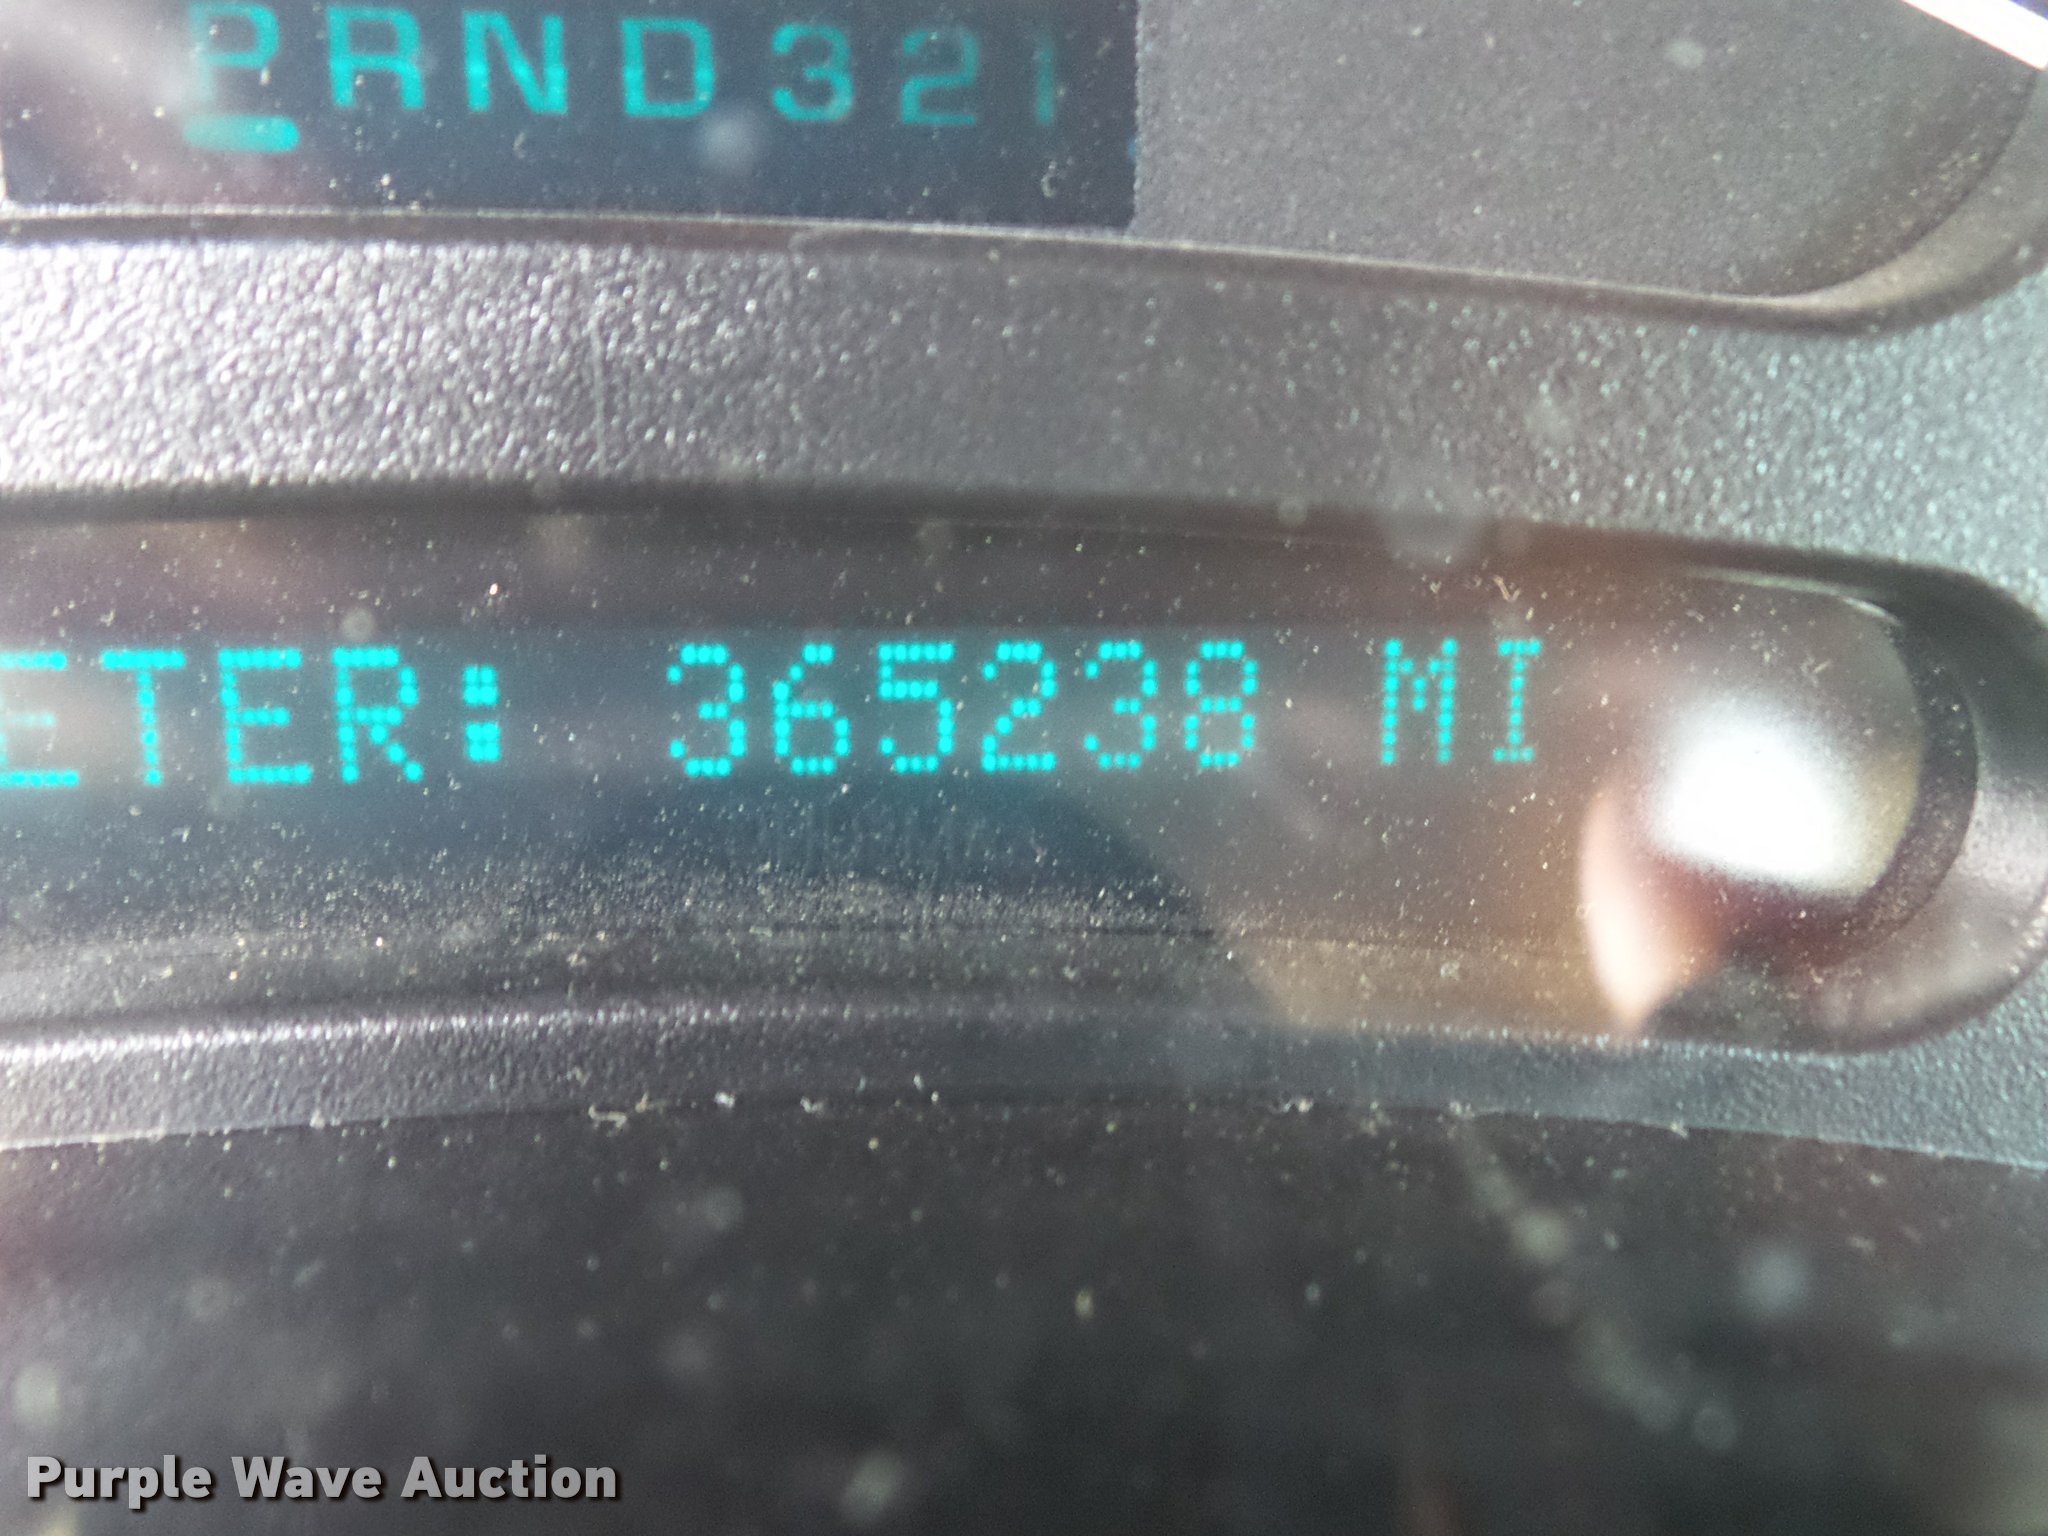 PRND321
ETER: 365238 MI
Purple Wave Auction